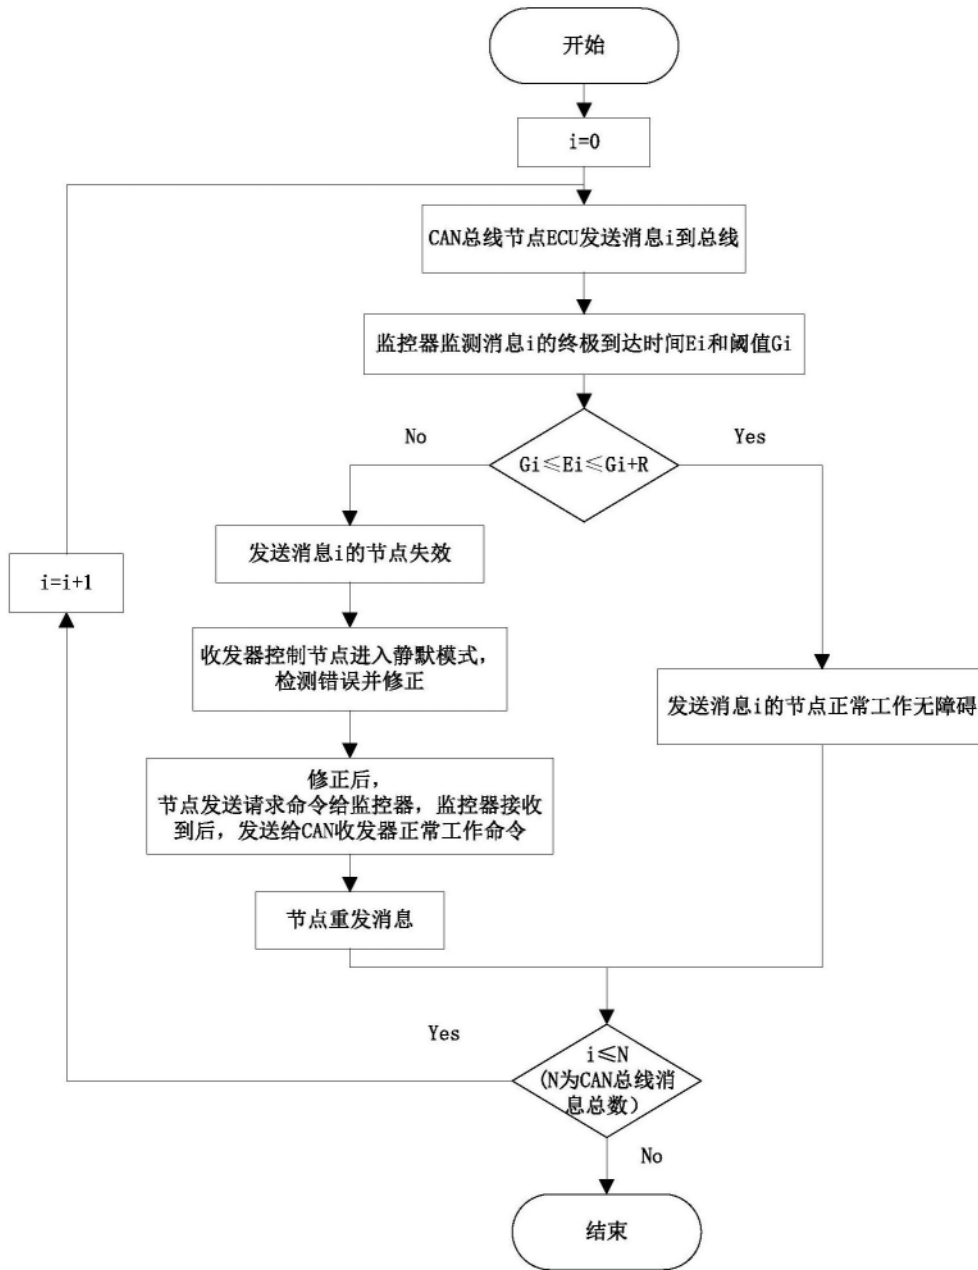 开始
i=0
CAN总线节点ECU发送消息i到总线
监控器监测消息i的终极到达时间Ei和阈值Gi
No
Yes
Gi≤Ei≤Gi+R
发送消息i的节点失效
i=i+1
收发器控制节点进入静默模式，
检测错误并修正
发送消息i的节点正常工作无障碍
修正后，
节点发送请求命令给监控器，监控器接收
到后，发送给CAN收发器正常工作命令
节点重发消息
Yes
i≤N
(N为CAN总线消
息总数）
No
结束